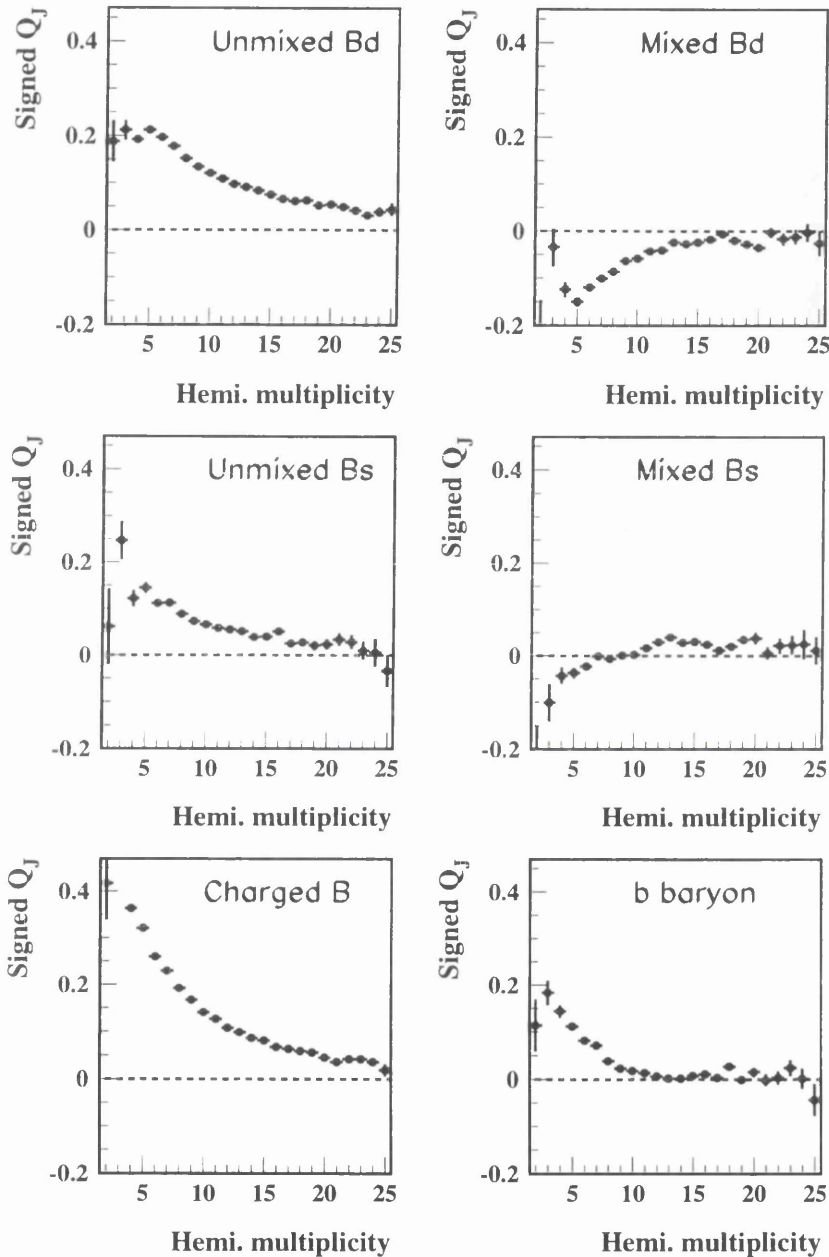 Unmixed Bd
Signed Q_J
0.4
0.2
0
-0.2
5 10 15 20 25
Hemi. multiplicity
Mixed Bd
Signed Q_J
0.4
0.2
0
-0.2
5 10 15 20 25
Hemi. multiplicity
Unmixed Bs
Signed Q_J
0.4
0.2
0
-0.2
5 10 15 20 25
Hemi. multiplicity
Mixed Bs
Signed Q_J
0.4
0.2
0
-0.2
5 10 15 20 25
Hemi. multiplicity
Charged B
Signed Q_J
0.4
0.2
0
-0.2
5 10 15 20 25
Hemi. multiplicity
b baryon
Signed Q_J
0.4
0.2
0
-0.2
5 10 15 20 25
Hemi. multiplicity